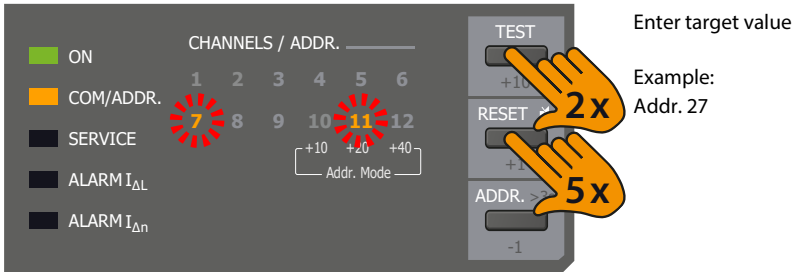 Enter target value
Example:
Addr. 27
ON
COM/ADDR.
SERVICE
ALARM I∆L
ALARM I∆n
CHANNELS / ADDR.
1 2 3 4 5 6
7 8 9 10 11 12
+10 +20 +40
Addr. Mode
TEST
+10
2 x
RESET
+1
5 x
ADDR.
-1